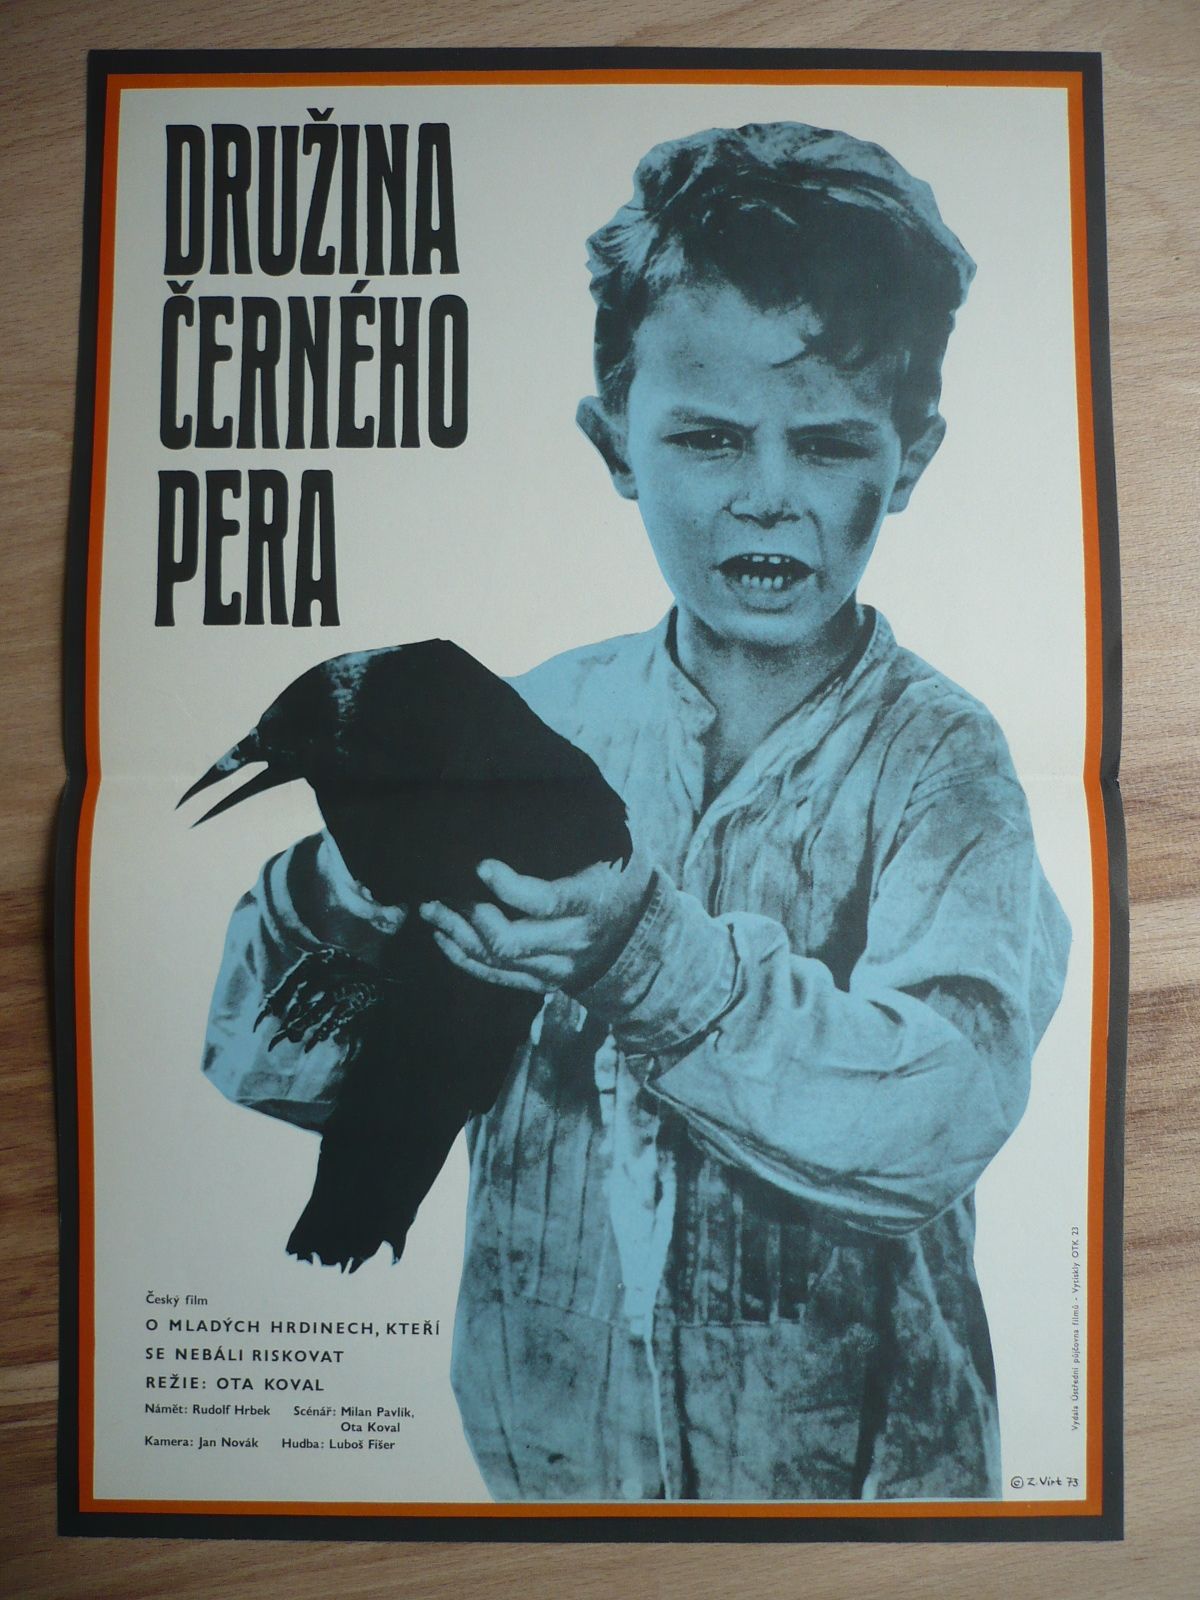 DRUŽINA
ČERNÉHO
PERA
Český film
O MLADÝCH HRDINECH, KTEŘÍ
SE NEBÁLI RISKOVAT
REŽIE: OTA KOVAL
Námět: Rudolf Hrbek Scénář: Milan Pavlík,
Ota Koval
Kamera: Jan Novák Hudba: Luboš Fišer
Vydala Ústřední půjčovna filmů - Vytiskly OTK 23
© Z. Virt 73